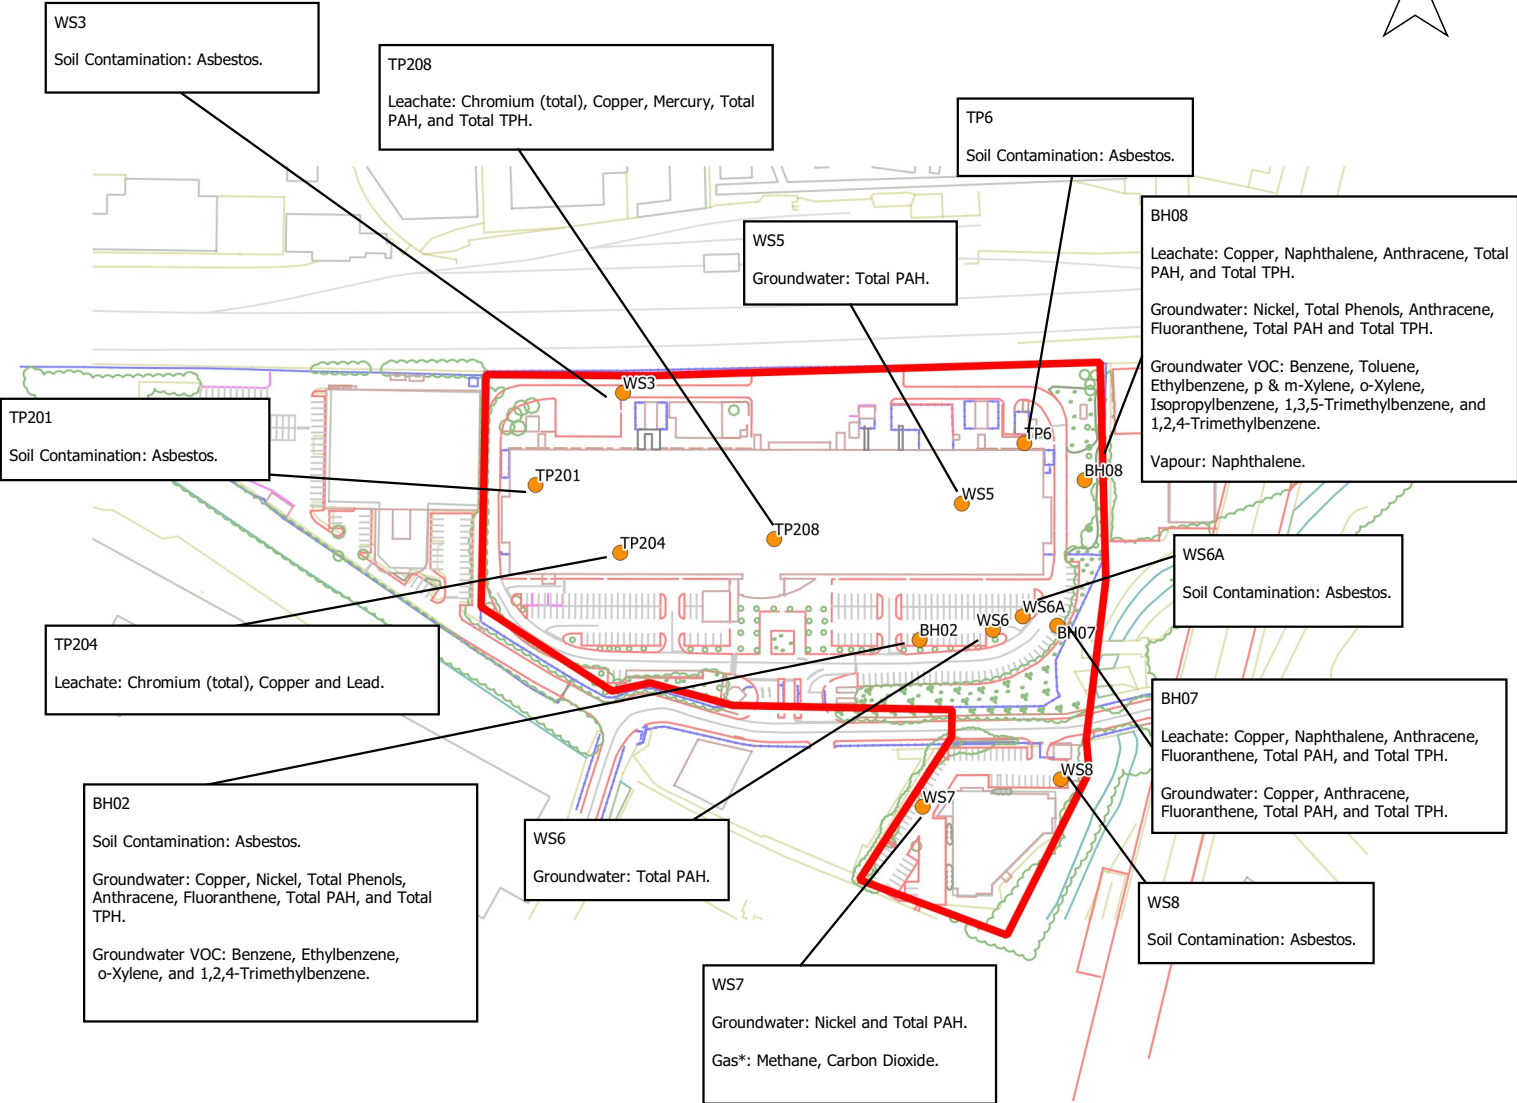 WS3
Soil Contamination: Asbestos.
TP208
Leachate: Chromium (total), Copper, Mercury, Total
PAH, and Total TPH.
TP6
Soil Contamination: Asbestos.
WS5
Groundwater: Total PAH.
BH08
Leachate: Copper, Naphthalene, Anthracene, Total
PAH, and Total TPH.
Groundwater: Nickel, Total Phenols, Anthracene,
Fluoranthene, Total PAH and Total TPH.
Groundwater VOC: Benzene, Toluene,
Ethylbenzene, p & m-Xylene, o-Xylene,
Isopropylbenzene, 1,3,5-Trimethylbenzene, and
1,2,4-Trimethylbenzene.
Vapour: Naphthalene.
TP201
Soil Contamination: Asbestos.
WS3
TP6
BH08
TP201
WS5
TP208
TP204
WS6A
WS6
BH02
BH07
WS8
WS7
WS6A
Soil Contamination: Asbestos.
TP204
Leachate: Chromium (total), Copper and Lead.
BH07
Leachate: Copper, Naphthalene, Anthracene,
Fluoranthene, Total PAH, and Total TPH.
Groundwater: Copper, Anthracene,
Fluoranthene, Total PAH, and Total TPH.
BH02
Soil Contamination: Asbestos.
Groundwater: Copper, Nickel, Total Phenols,
Anthracene, Fluoranthene, Total PAH, and Total
TPH.
Groundwater VOC: Benzene, Ethylbenzene,
o-Xylene, and 1,2,4-Trimethylbenzene.
WS6
Groundwater: Total PAH.
WS8
Soil Contamination: Asbestos.
WS7
Groundwater: Nickel and Total PAH.
Gas*: Methane, Carbon Dioxide.